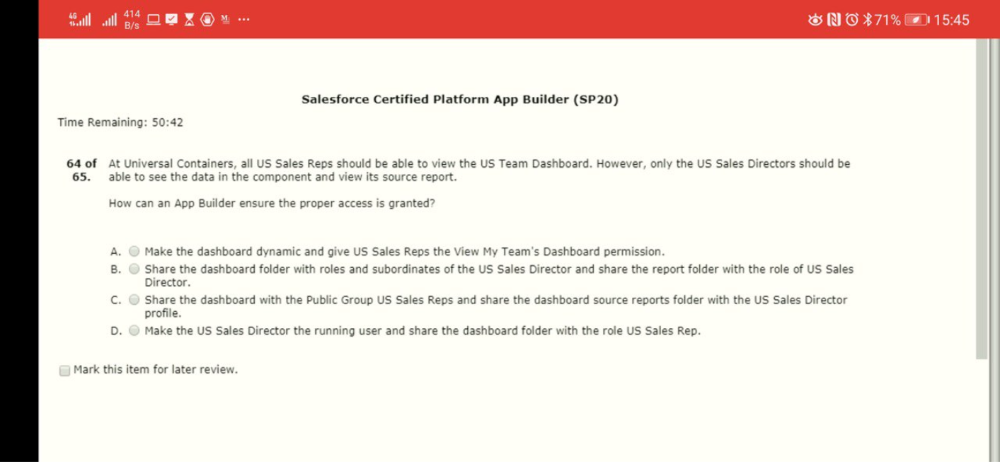 4G
414
B/s
M
71%
15:45
Salesforce Certified Platform App Builder (SP20)
Time Remaining: 50:42
64 of 65. At Universal Containers, all US Sales Reps should be able to view the US Team Dashboard. However, only the US Sales Directors should be
able to see the data in the component and view its source report.
How can an App Builder ensure the proper access is granted?
A. Make the dashboard dynamic and give US Sales Reps the View My Team's Dashboard permission.
B. Share the dashboard folder with roles and subordinates of the US Sales Director and share the report folder with the role of US Sales
Director.
C. Share the dashboard with the Public Group US Sales Reps and share the dashboard source reports folder with the US Sales Director
profile.
D. Make the US Sales Director the running user and share the dashboard folder with the role US Sales Rep.
Mark this item for later review.